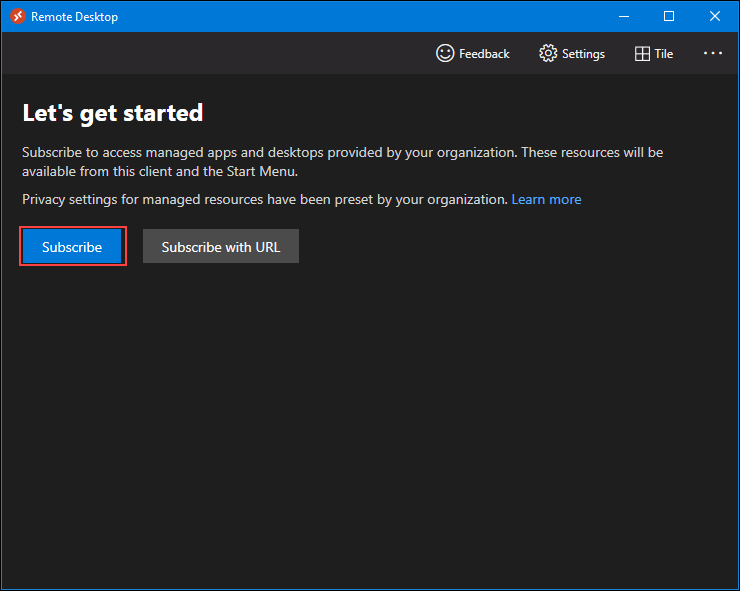 Remote Desktop
Feedback
Settings
Tile
Let's get started
Subscribe to access managed apps and desktops provided by your organization. These resources will be
available from this client and the Start Menu.
Privacy settings for managed resources have been preset by your organization. Learn more
Subscribe
Subscribe with URL